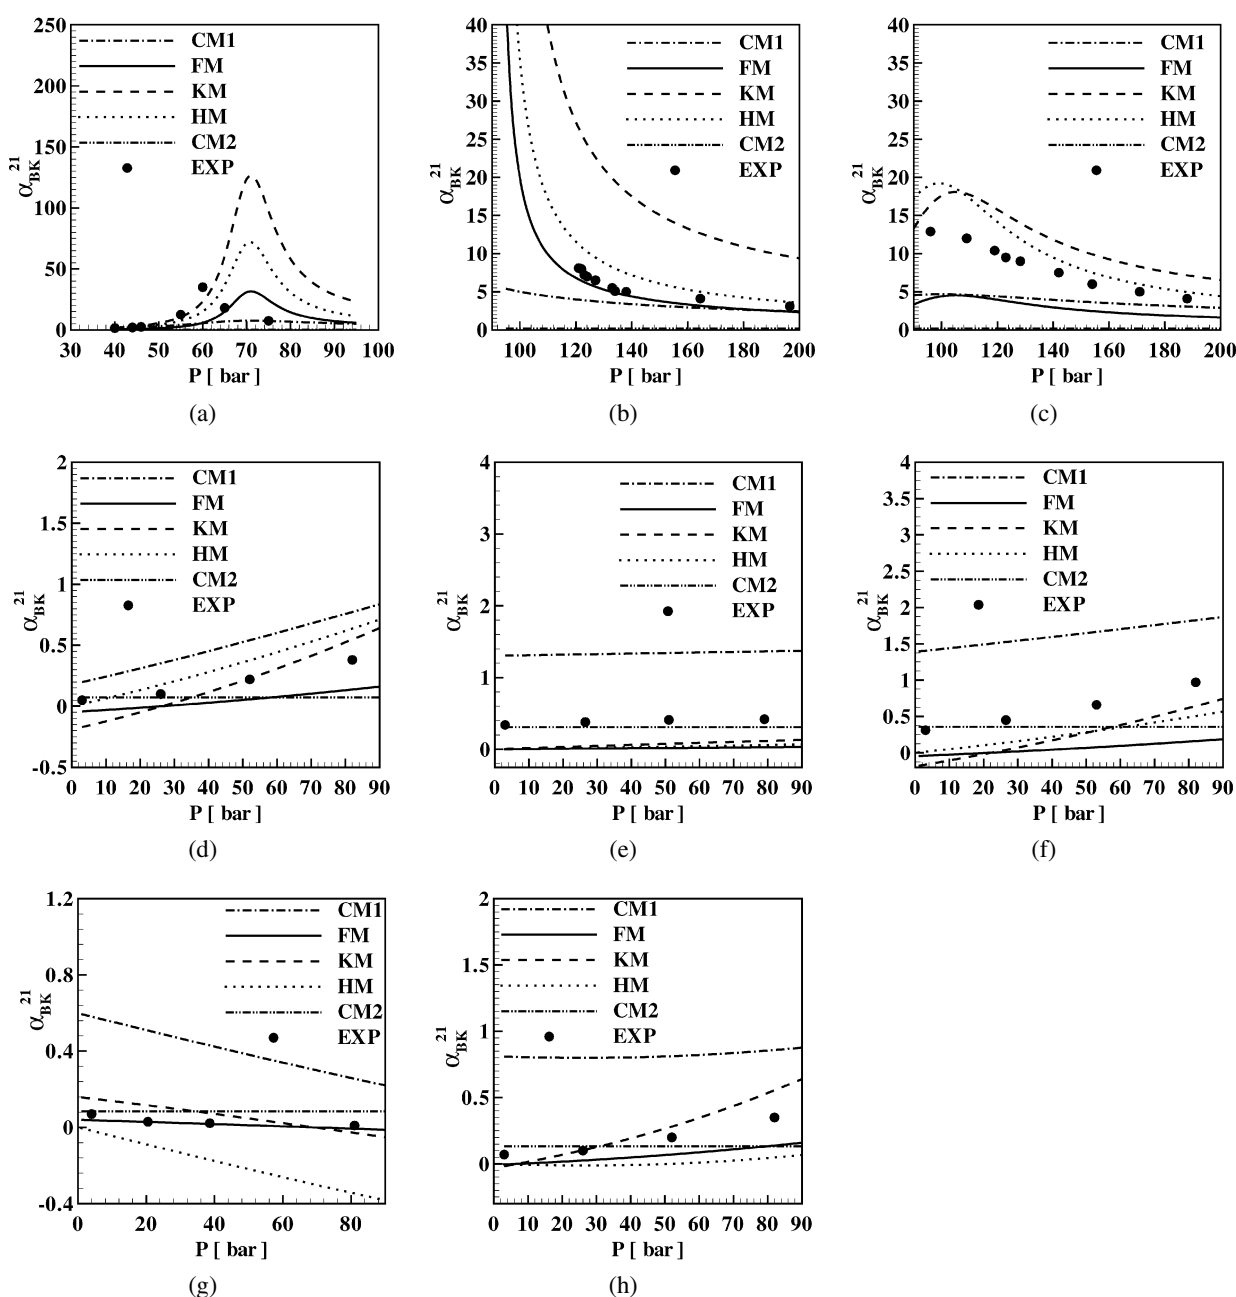 250
200
150
100
50
0
α_BK^21
CM1
FM
KM
HM
CM2
EXP
30 40 50 60 70 80 90 100
P [ bar ]
(a)
40
35
30
25
20
15
10
5
0
α_BK^21
CM1
FM
KM
HM
CM2
EXP
100 120 140 160 180 200
P [ bar ]
(b)
40
35
30
25
20
15
10
5
0
α_BK^21
CM1
FM
KM
HM
CM2
EXP
100 120 140 160 180 200
P [ bar ]
(c)
2
1.5
1
0.5
0
-0.5
α_BK^21
CM1
FM
KM
HM
CM2
EXP
0 10 20 30 40 50 60 70 80 90
P [ bar ]
(d)
4
3
2
1
0
α_BK^21
CM1
FM
KM
HM
CM2
EXP
0 10 20 30 40 50 60 70 80 90
P [ bar ]
(e)
4
3.5
3
2.5
2
1.5
1
0.5
0
α_BK^21
CM1
FM
KM
HM
CM2
EXP
0 20 40 60 80
P [ bar ]
(f)
1.2
0.8
0.4
0
-0.4
α_BK^21
CM1
FM
KM
HM
CM2
EXP
0 20 40 60 80
P [ bar ]
(g)
2
1.5
1
0.5
0
α_BK^21
CM1
FM
KM
HM
CM2
EXP
0 10 20 30 40 50 60 70 80 90
P [ bar ]
(h)